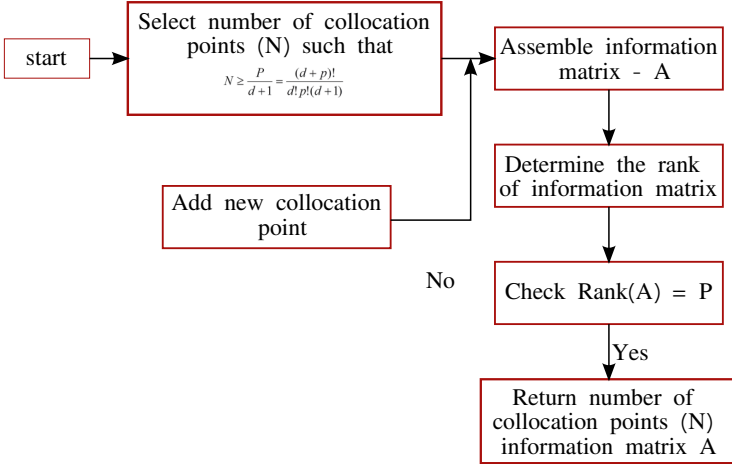 start
Select number of collocation
points (N) such that
N ≥ P/(d+1) = (d+p)!/(d!p!(d+1))
Assemble information
matrix - A
Determine the rank
of information matrix
Add new collocation
point
No
Check Rank(A) = P
Yes
Return number of
collocation points (N)
information matrix A